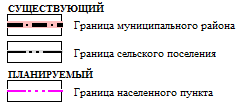 СУЩЕСТВУЮЩИЙ
Граница муниципального района
Граница сельского поселения
ПЛАНИРУЕМЫЙ
Граница населенного пункта